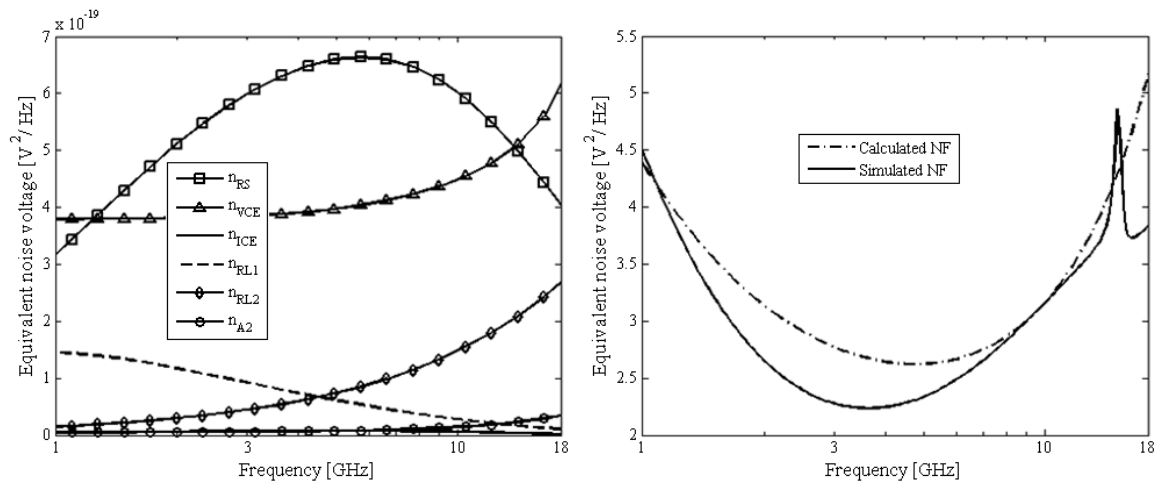 x 10⁻¹⁹
7
6
5
4
3
2
1
0
Equivalent noise voltage [V²/Hz]
n_RS
n_VCE
n_ICE
n_RL1
n_RL2
n_A2
1
3
10
18
Frequency [GHz]
5.5
5
4.5
4
3.5
3
2.5
2
Equivalent noise voltage [V²/Hz]
Calculated NF
Simulated NF
1
3
10
18
Frequency [GHz]